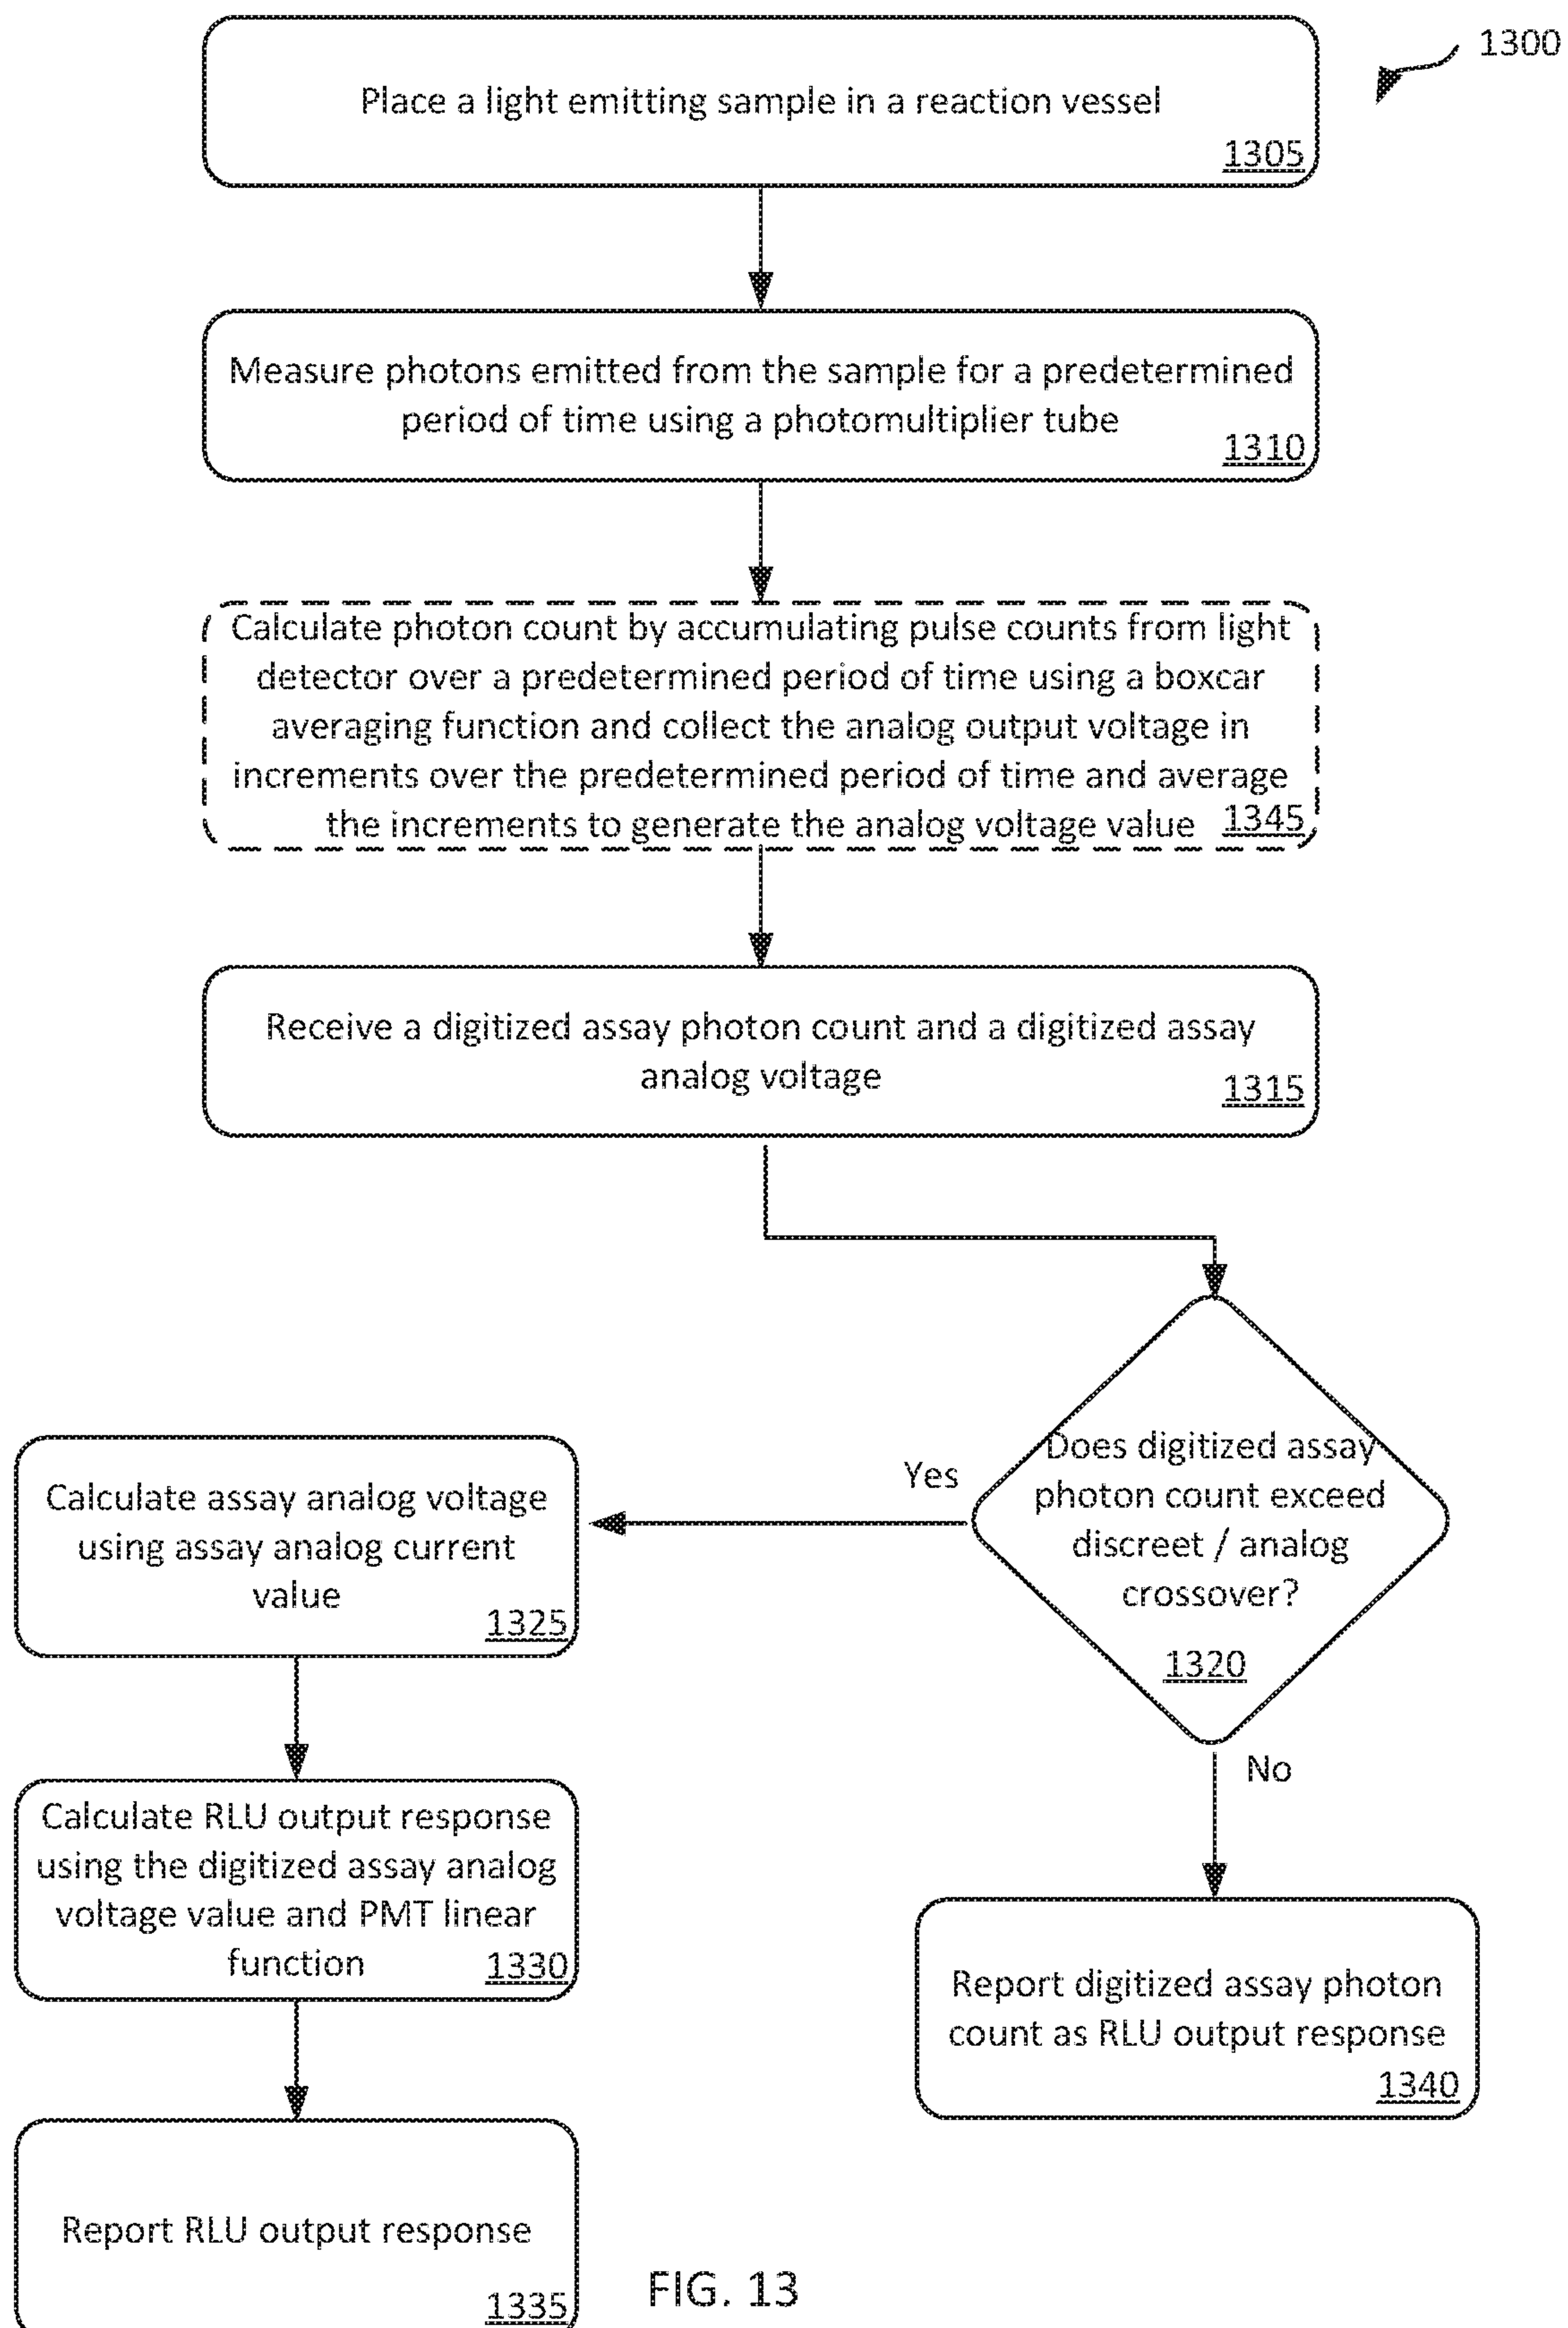 1300
Place a light emitting sample in a reaction vessel
1305
Measure photons emitted from the sample for a predetermined
period of time using a photomultiplier tube
1310
Calculate photon count by accumulating pulse counts from light
detector over a predetermined period of time using a boxcar
averaging function and collect the analog output voltage in
increments over the predetermined period of time and average
the increments to generate the analog voltage value 1345
Receive a digitized assay photon count and a digitized assay
analog voltage
1315
Does digitized assay
photon count exceed
discreet / analog
crossover?
1320
Yes
Calculate assay analog voltage
using assay analog current
value
1325
Calculate RLU output response
using the digitized assay analog
voltage value and PMT linear
function 1330
Report RLU output response
1335
No
Report digitized assay photon
count as RLU output response
1340
FIG. 13